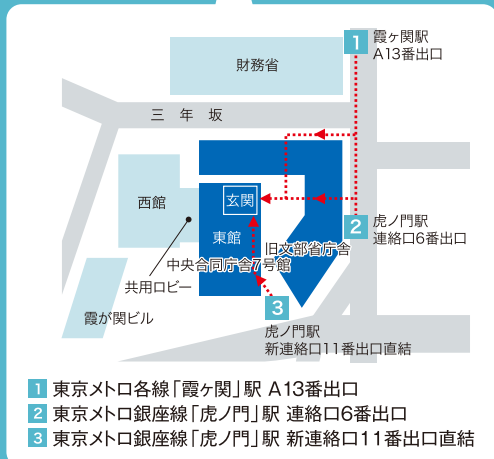 1 霞ヶ関駅
A13番出口
財務省
三年坂
西館
玄関
東館
2 虎ノ門駅
連絡口6番出口
旧文部省庁舎
中央合同庁舎7号館
共用ロビー
霞が関ビル
3
虎ノ門駅
新連絡口11番出口直結
1 東京メトロ各線「霞ヶ関」駅 A13番出口
2 東京メトロ銀座線「虎ノ門」駅 連絡口6番出口
3 東京メトロ銀座線「虎ノ門」駅 新連絡口11番出口直結